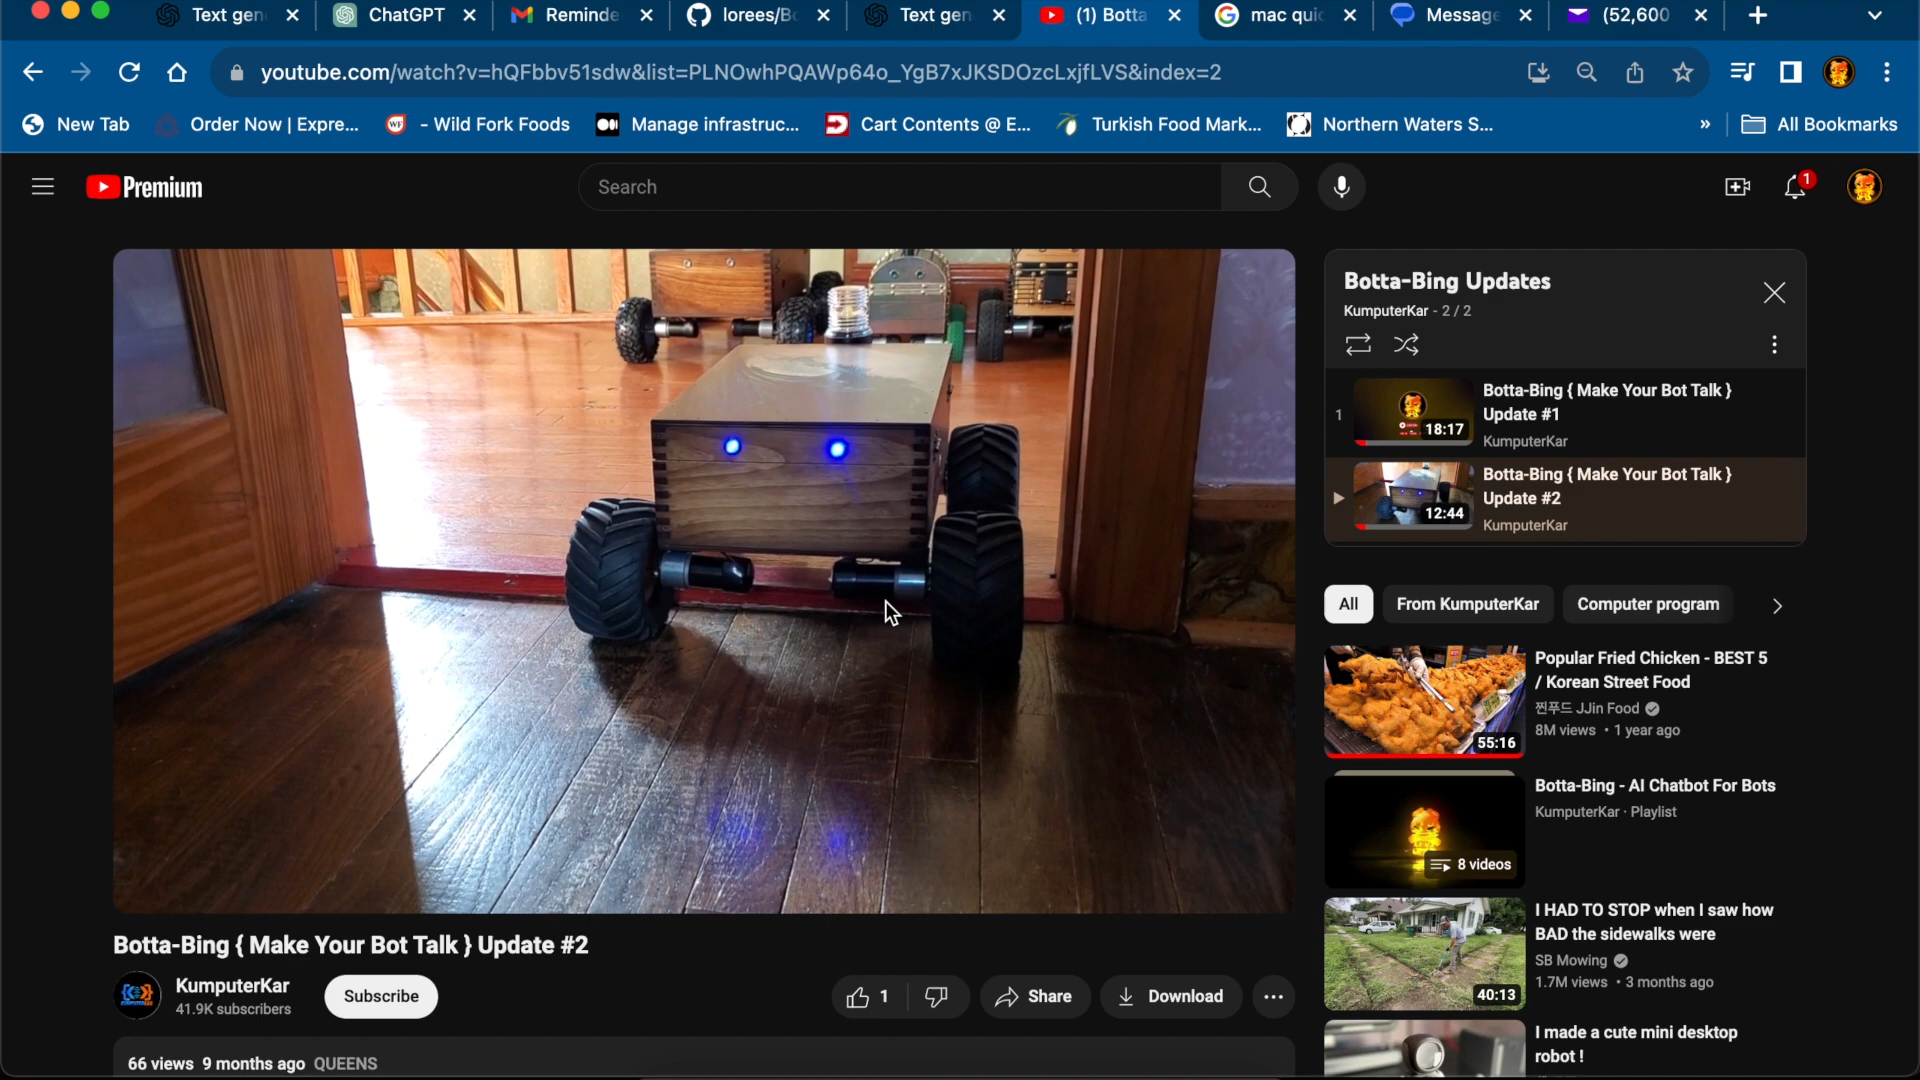 Text gen
ChatGPT
Reminde
lorees/Bo
Text gen
(1) Botta
mac quic
Message
(52,600
youtube.com/watch?v=hQFbbv51sdw&list=PLNOwhPQAWp64o_YgB7xJKSDOzcLxjfLVS&index=2
New Tab
Order Now | Expre...
WF
- Wild Fork Foods
Manage infrastruc...
Cart Contents @ E...
Turkish Food Mark...
Northern Waters S...
»
All Bookmarks
Premium
Search
1
Botta-Bing Updates
KumputerKar - 2 / 2
1
18:17
Botta-Bing { Make Your Bot Talk }
Update #1
KumputerKar
12:44
Botta-Bing { Make Your Bot Talk }
Update #2
KumputerKar
All
From KumputerKar
Computer program
55:16
Popular Fried Chicken - BEST 5
/ Korean Street Food
찐푸드 JJin Food
8M views • 1 year ago
8 videos
Botta-Bing - AI Chatbot For Bots
KumputerKar · Playlist
40:13
I HAD TO STOP when I saw how
BAD the sidewalks were
SB Mowing
1.7M views • 3 months ago
I made a cute mini desktop
robot !
Botta-Bing { Make Your Bot Talk } Update #2
KumputerKar
41.9K subscribers
Subscribe
1
Share
Download
66 views 9 months ago QUEENS